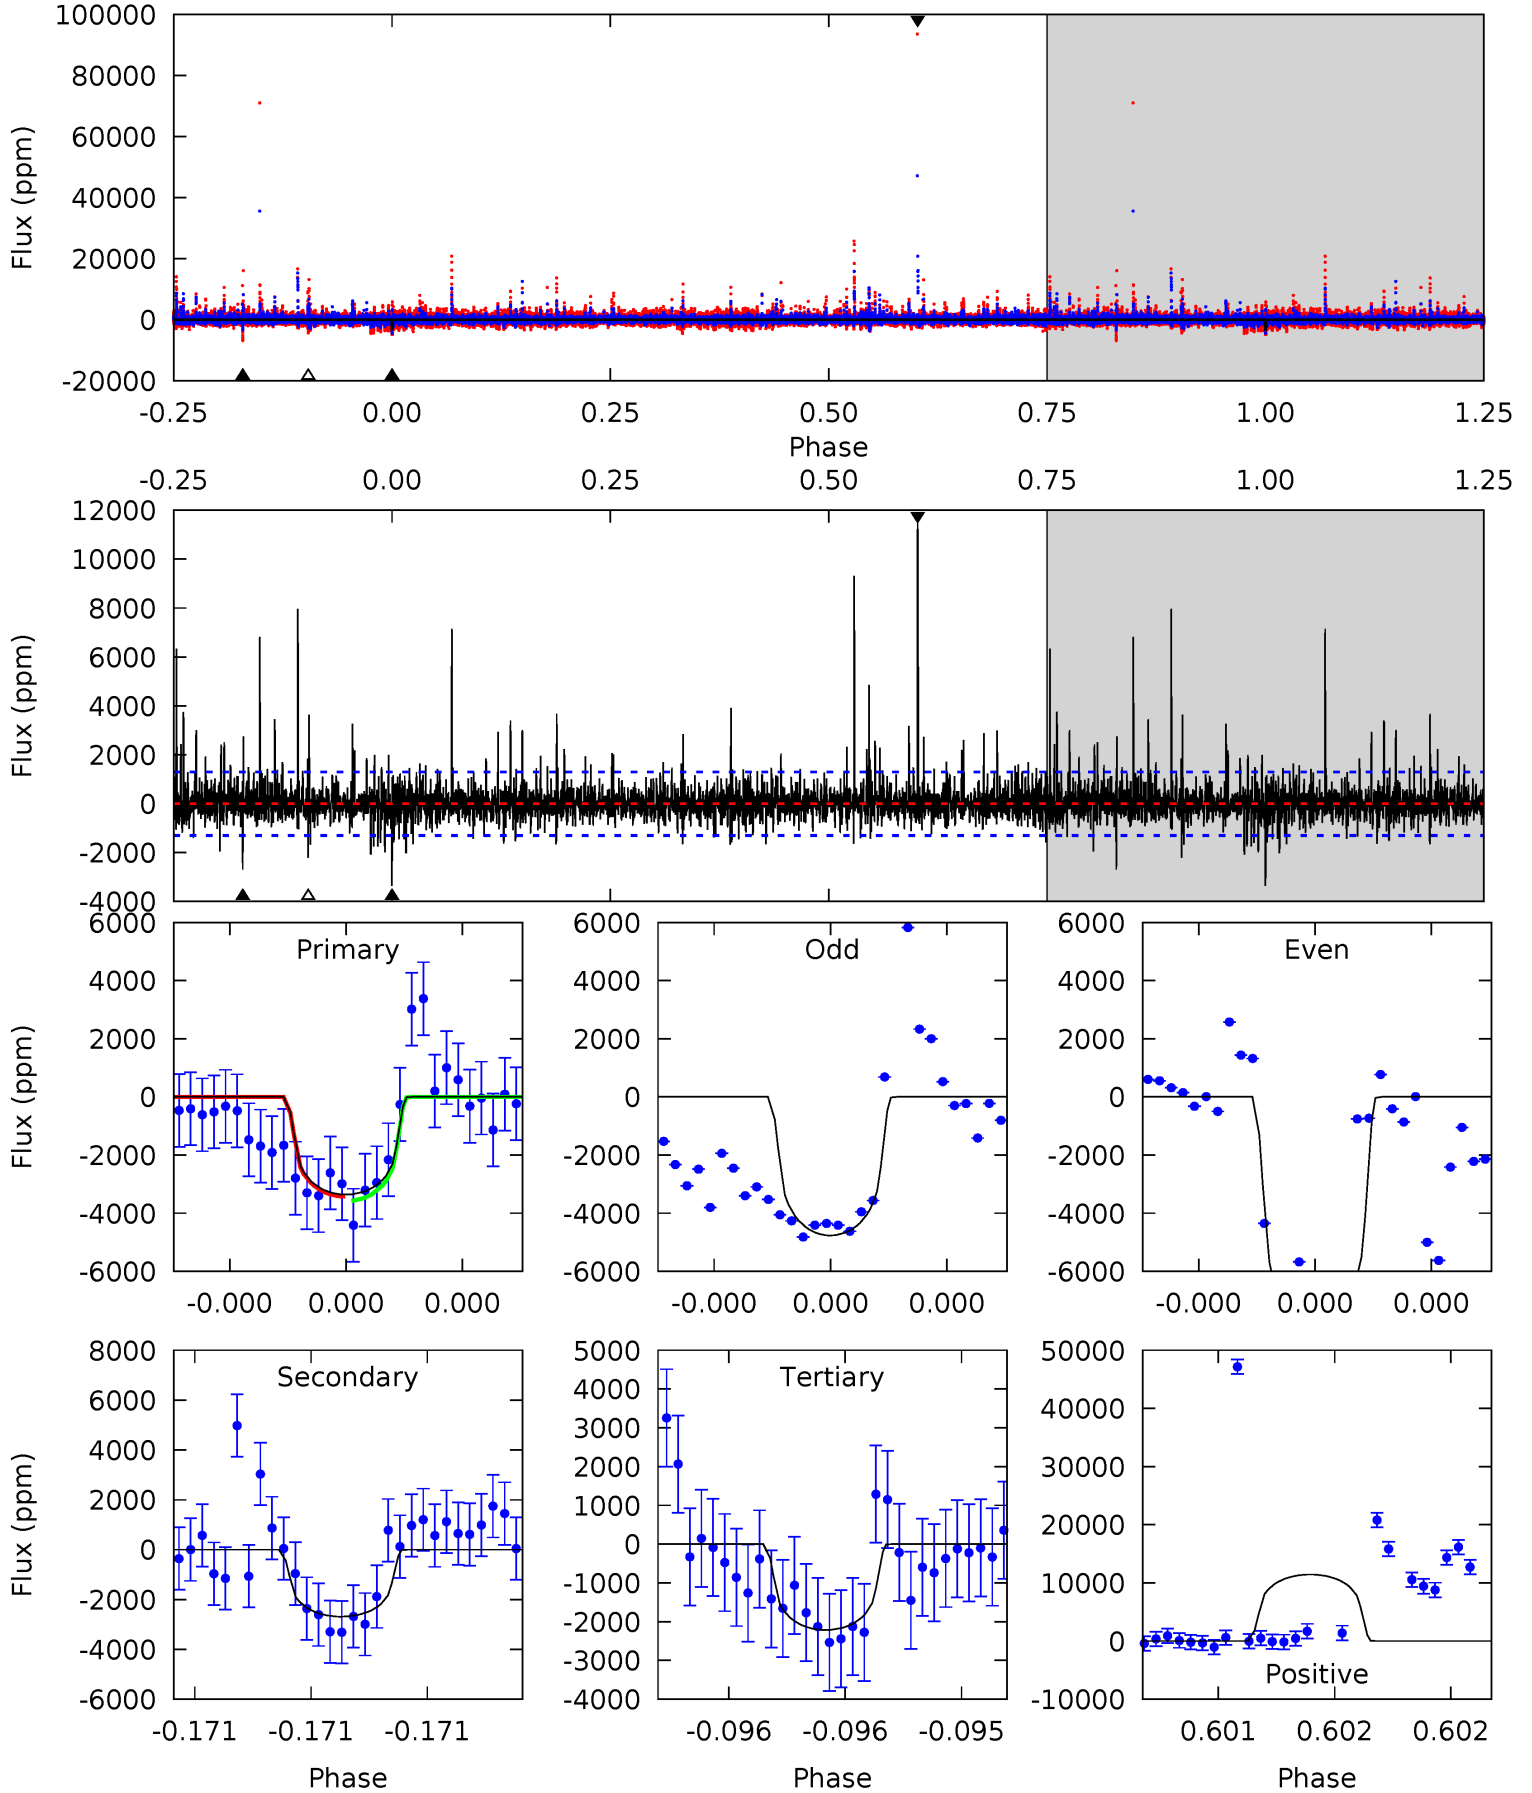 100000
80000
60000
40000
20000
0
-20000
Flux (ppm)
-0.25 0.00 0.25 0.50 0.75 1.00 1.25
Phase
-0.25 0.00 0.25 0.50 0.75 1.00 1.25
12000
10000
8000
6000
4000
2000
0
-2000
-4000
Flux (ppm)
Primary
6000
4000
2000
0
-2000
-4000
-6000
Flux (ppm)
-0.000 0.000 0.000
Odd
6000
4000
2000
0
-2000
-4000
-6000
-0.000 0.000 0.000
Even
6000
4000
2000
0
-2000
-4000
-6000
-0.000 0.000 0.000
Secondary
8000
6000
4000
2000
0
-2000
-4000
-6000
Flux (ppm)
-0.171 -0.171 -0.171
Phase
Tertiary
5000
4000
3000
2000
1000
0
-1000
-2000
-3000
-4000
-0.096 -0.096 -0.095
Phase
50000
40000
30000
20000
10000
0
-10000
Positive
0.601 0.602 0.602
Phase